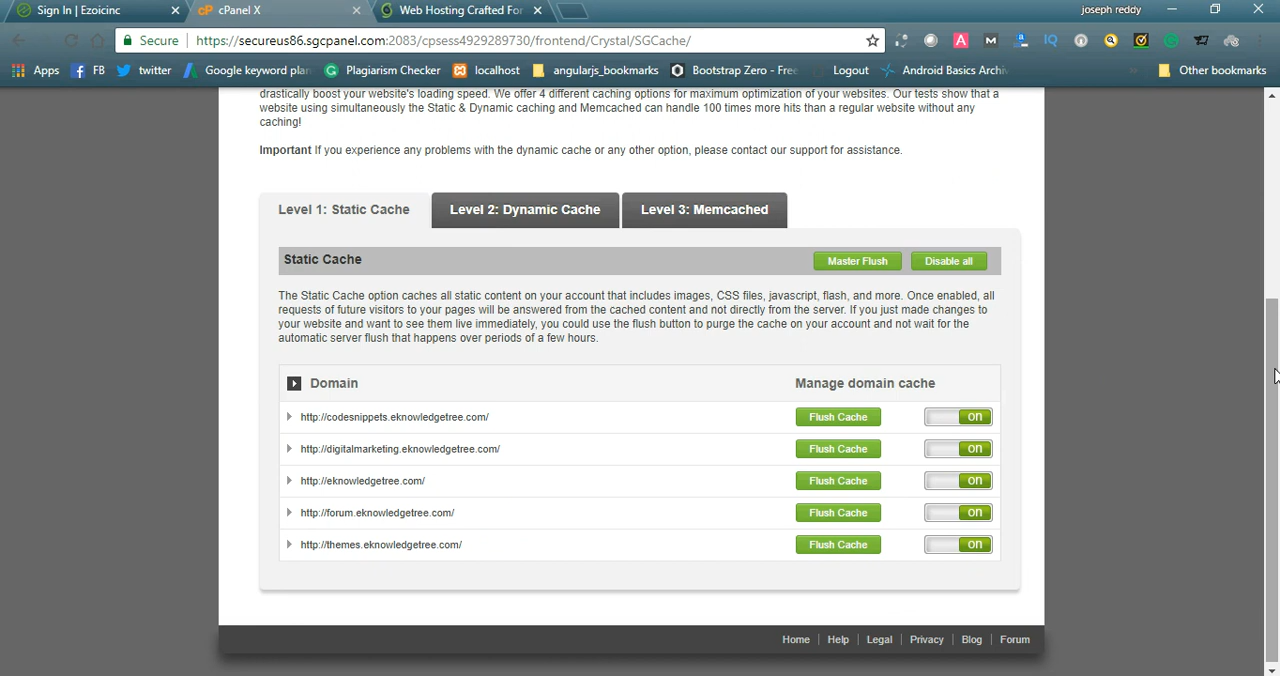 Sign In | Ezoicinc
cPanel X
Web Hosting Crafted For
joseph reddy
Secure
https://secureus86.sgcpanel.com:2083/cpsess4929289730/frontend/Crystal/SGCache/
Apps
FB
twitter
Google keyword plan
Plagiarism Checker
localhost
angularjs_bookmarks
Bootstrap Zero - Free
Logout
Android Basics Archiv
Other bookmarks
drastically boost your website's loading speed. We offer 4 different caching options for maximum optimization of your websites. Our tests show that a
website using simultaneously the Static & Dynamic caching and Memcached can handle 100 times more hits than a regular website without any
caching!
Important If you experience any problems with the dynamic cache or any other option, please contact our support for assistance.
Level 1: Static Cache
Level 2: Dynamic Cache
Level 3: Memcached
Static Cache
Master Flush
Disable all
The Static Cache option caches all static content on your account that includes images, CSS files, javascript, flash, and more. Once enabled, all
requests of future visitors to your pages will be answered from the cached content and not directly from the server. If you just made changes to
your website and want to see them live immediately, you could use the flush button to purge the cache on your account and not wait for the
automatic server flush that happens over periods of a few hours.
Domain
Manage domain cache
http://codesnippets.eknowledgetree.com/
Flush Cache
on
http://digitalmarketing.eknowledgetree.com/
Flush Cache
on
http://eknowledgetree.com/
Flush Cache
on
http://forum.eknowledgetree.com/
Flush Cache
on
http://themes.eknowledgetree.com/
Flush Cache
on
Home
Help
Legal
Privacy
Blog
Forum